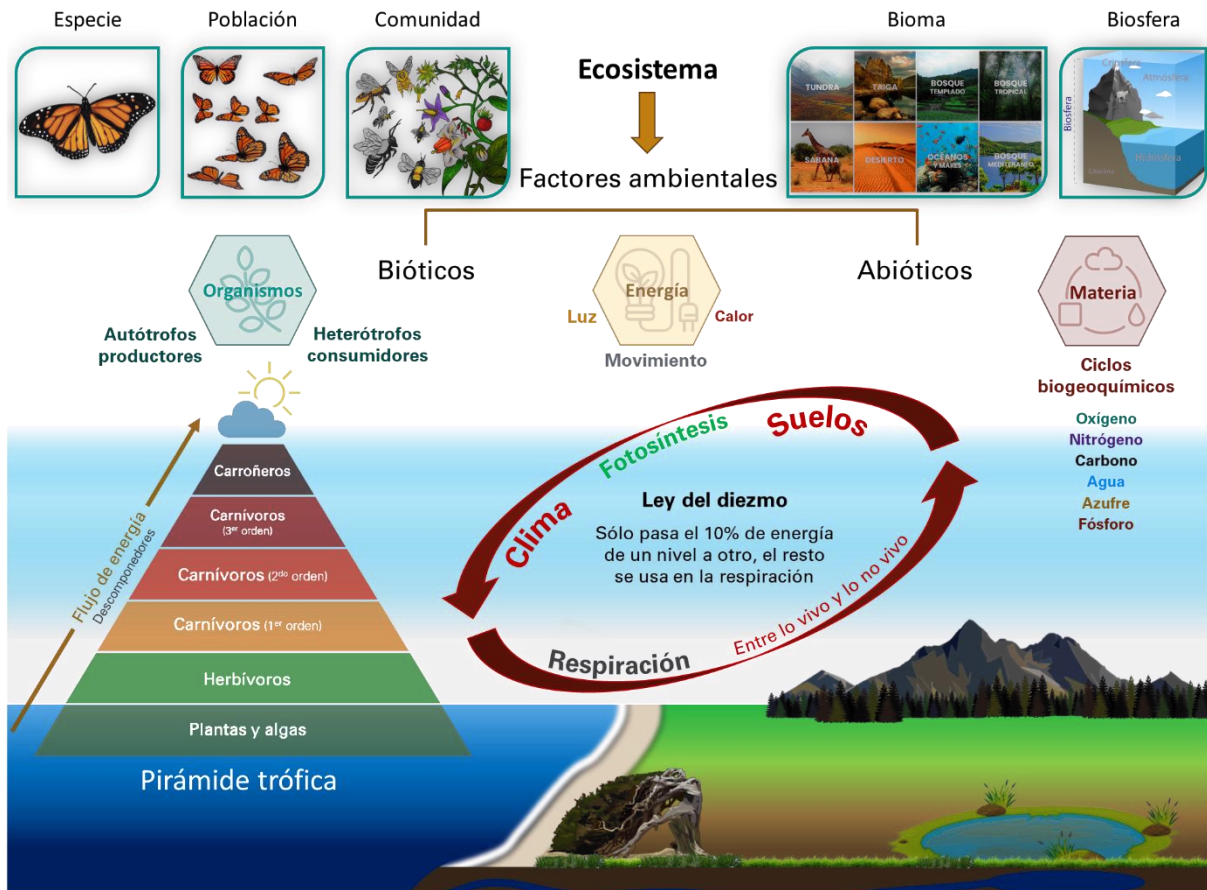 Especie
Población
Comunidad
Ecosistema
Bioma
Biosfera
TUNDRA
TAIGA
BOSQUE
TEMPLADO
BOSQUE
TROPICAL
SABANA
DESIERTO
OCÉANOS
Y MARES
BOSQUE
MEDITERRÁNEO
Criosfera
Atmósfera
Biosfera
Hidrosfera
Factores ambientales
Bióticos
Abióticos
Organismos
Autótrofos
productores
Heterótrofos
consumidores
Energía
Luz
Calor
Movimiento
Materia
Ciclos
biogeoquímicos
Oxígeno
Nitrógeno
Carbono
Agua
Azufre
Fósforo
Flujo de energía
Descomponedores
Carroñeros
Carnívoros
(3er orden)
Carnívoros (2do orden)
Carnívoros (1er orden)
Herbívoros
Plantas y algas
Pirámide trófica
Clima
Fotosíntesis
Suelos
Ley del diezmo
Sólo pasa el 10% de energía
de un nivel a otro, el resto
se usa en la respiración
Respiración
Entre lo vivo y lo no vivo